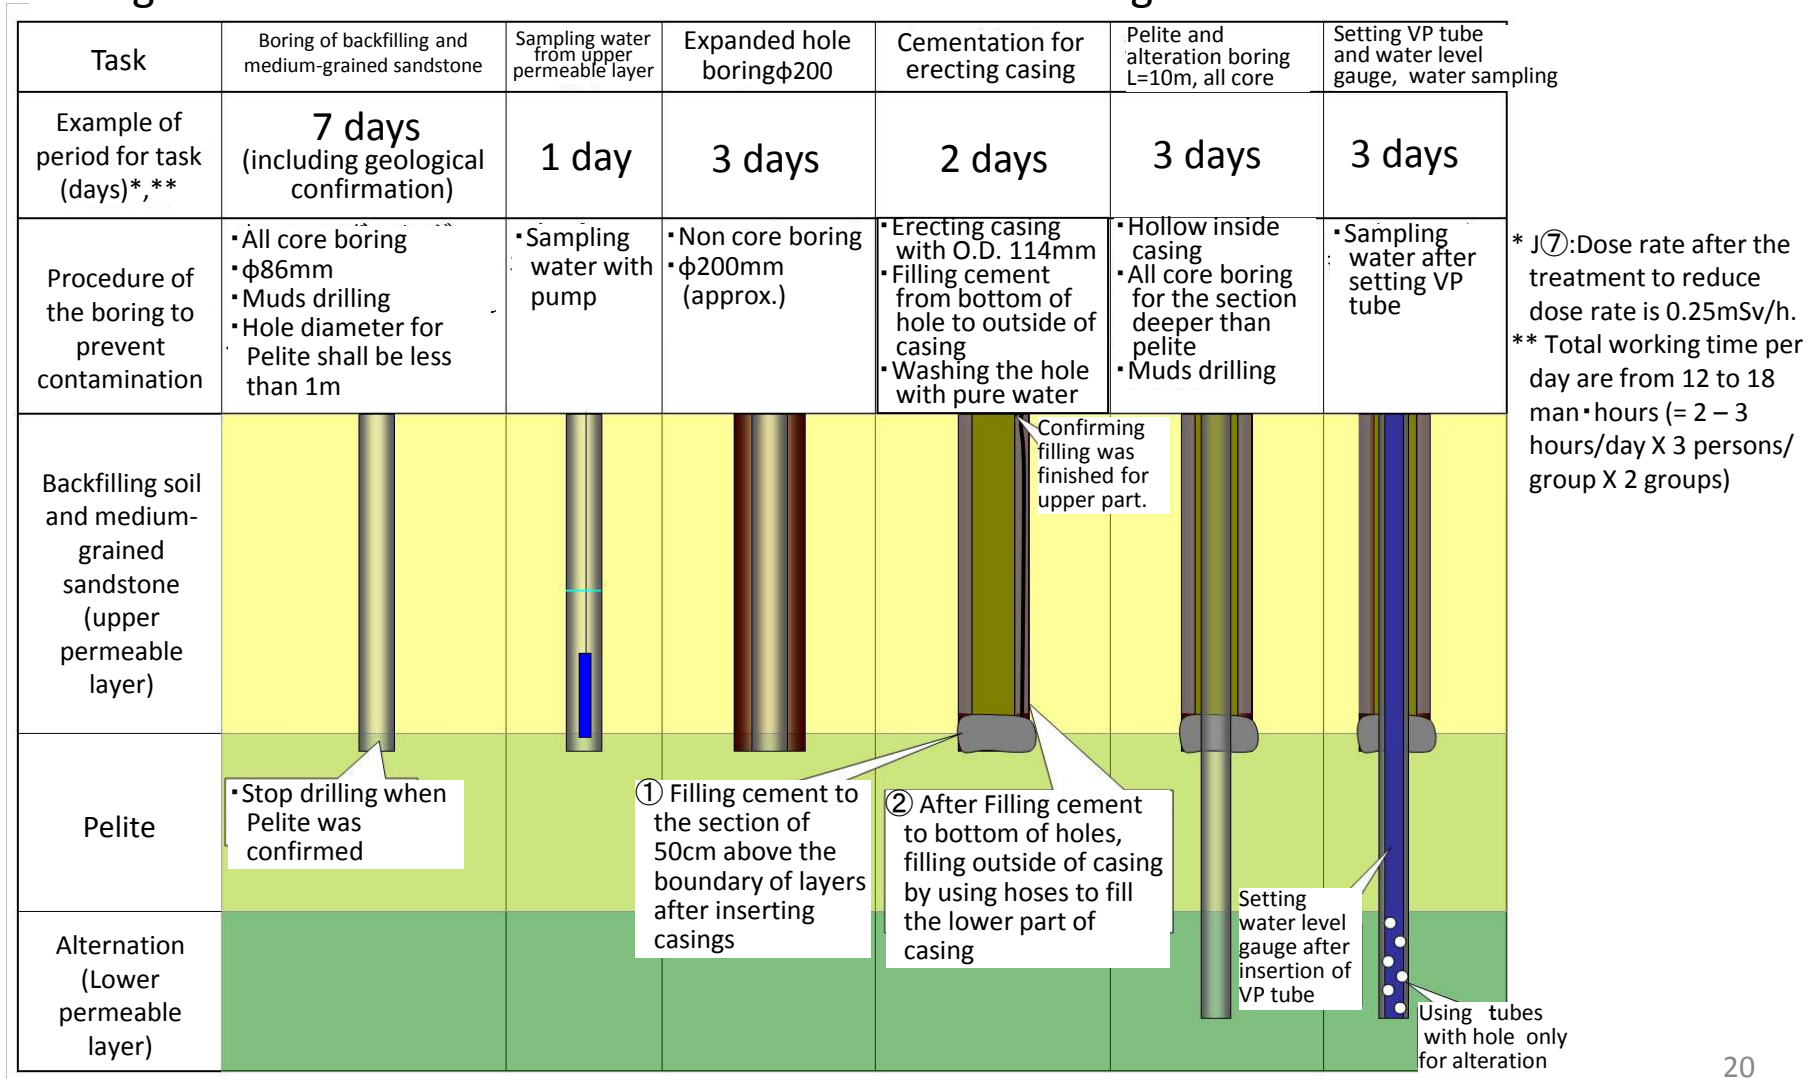 Task
Boring of backfilling and
medium-grained sandstone
Sampling water
from upper
permeable layer
Expanded hole
boringφ200
Cementation for
erecting casing
Pelite and
alteration boring
L=10m, all core
Setting VP tube
and water level
gauge, water sampling
Example of
period for task
(days)*,**
7 days
(including geological
confirmation)
1 day
3 days
2 days
3 days
3 days
Procedure of
the boring to
prevent
contamination
・All core boring
・φ86mm
・Muds drilling
・Hole diameter for
Pelite shall be less
than 1m
・Sampling
water with
pump
・Non core boring
・φ200mm
(approx.)
・Erecting casing
with O.D. 114mm
・Filling cement
from bottom of
hole to outside of
casing
・Washing the hole
with pure water
・Hollow inside
casing
・All core boring
for the section
deeper than
pelite
・Muds drilling
・Sampling
water after
setting VP
tube
* J⑦:Dose rate after the
treatment to reduce
dose rate is 0.25mSv/h.
** Total working time per
day are from 12 to 18
man・hours (= 2 – 3
hours/day X 3 persons/
group X 2 groups)
Backfilling soil
and medium-
grained
sandstone
(upper
permeable
layer)
Confirming
filling was
finished for
upper part.
Pelite
・Stop drilling when
Pelite was
confirmed
① Filling cement to
the section of
50cm above the
boundary of layers
after inserting
casings
② After Filling cement
to bottom of holes,
filling outside of casing
by using hoses to fill
the lower part of
casing
Setting
water level
gauge after
insertion of
VP tube
Alternation
(Lower
permeable
layer)
Using tubes
with hole only
for alteration
20